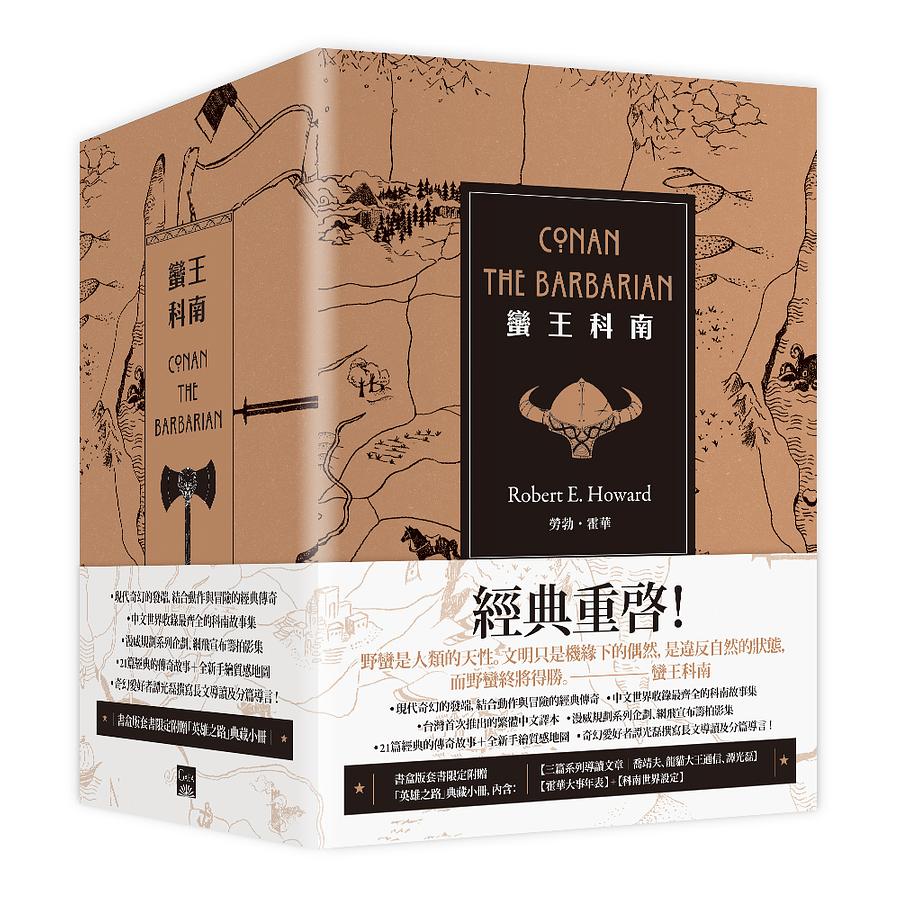 蠻王
科南
CONAN
THE
BARBARIAN
•現代奇幻的發端，結合動作與冒險的經典傳奇
•中文世界收錄最齊全的科南故事集
•漫威規劃系列企劃、網飛宣布籌拍影集
•21篇經典的傳奇故事＋全新手繪質感地圖
•奇幻愛好者譚光磊撰寫長文導讀及分篇導言！
★ 書盒版套書限定附贈「英雄之路」典藏小冊 ★
Gaea
CONAN
THE BARBARIAN
蠻王科南
Robert E. Howard
勞勃・霍華
經典重啓!
野蠻是人類的天性。文明只是機緣下的偶然，是違反自然的狀態，
而野蠻終將得勝。————蠻王科南
•現代奇幻的發端，結合動作與冒險的經典傳奇 •中文世界收錄最齊全的科南故事集
•台灣首次推出的繁體中文譯本 •漫威規劃系列企劃、網飛宣布籌拍影集
•21篇經典的傳奇故事＋全新手繪質感地圖 •奇幻愛好者譚光磊撰寫長文導讀及分篇導言！
★ 書盒版套書限定附贈 【三篇系列導讀文章｜喬靖夫、龍貓大王通信、譚光磊】 ★
「英雄之路」典藏小冊，內含： 【霍華大事年表】＋【科南世界設定】